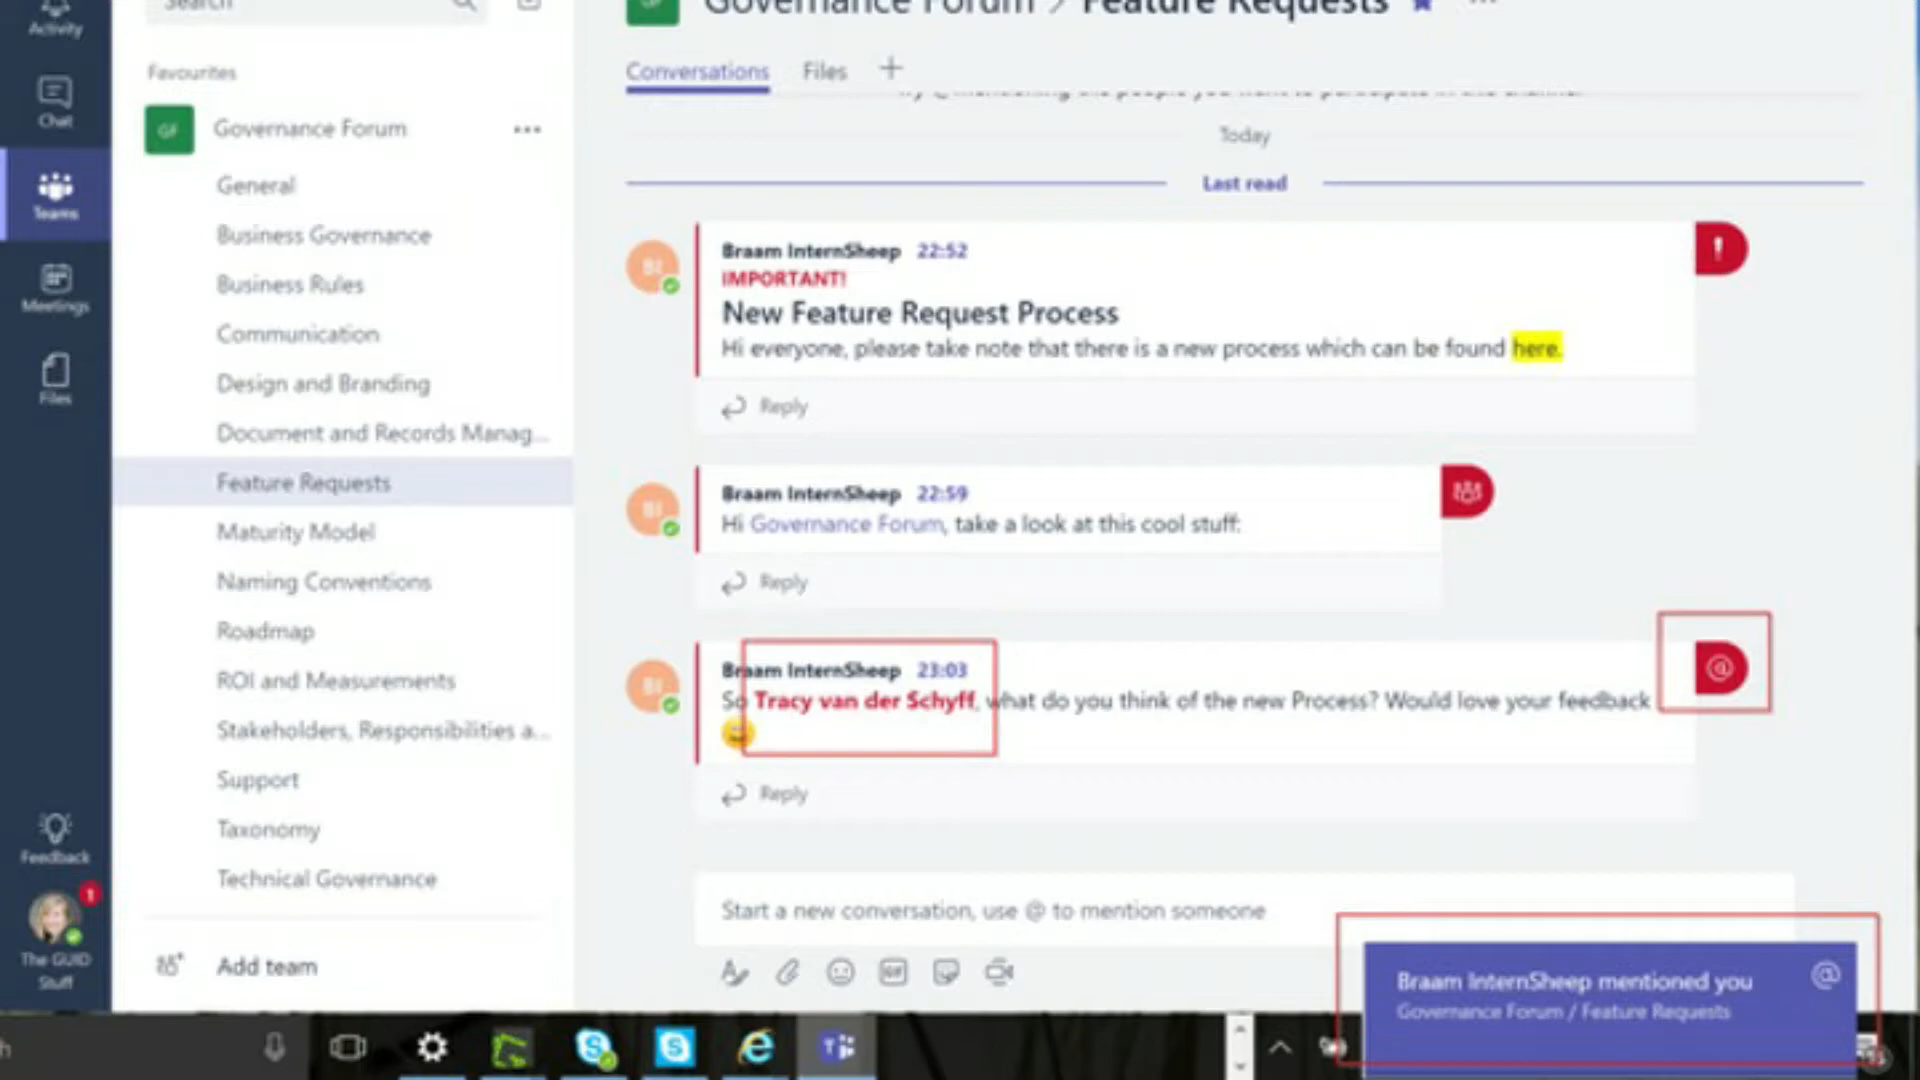 Search
Governance Forum > Feature Requests
Activity
Favourites
Conversations Files
Chat
GF Governance Forum
Today
General
Last read
Teams
Business Governance
Braam InternSheep 22:52
IMPORTANT!
Business Rules
New Feature Request Process
Meetings
Communication
Hi everyone, please take note that there is a new process which can be found here.
Design and Branding
Files
Reply
Document and Records Manag...
Feature Requests
Braam InternSheep 22:59
Hi Governance Forum, take a look at this cool stuff:
Maturity Model
Naming Conventions
Reply
Roadmap
ROI and Measurements
Braam InternSheep 23:03
So Tracy van der Schyff, what do you think of the new Process? Would love your feedback
Stakeholders, Responsibilities a...
Support
Reply
Taxonomy
Feedback
Technical Governance
1
Start a new conversation, use @ to mention someone
The GUID
Stuff
Add team
GIF
Braam InternSheep mentioned you @
Governance Forum / Feature Requests